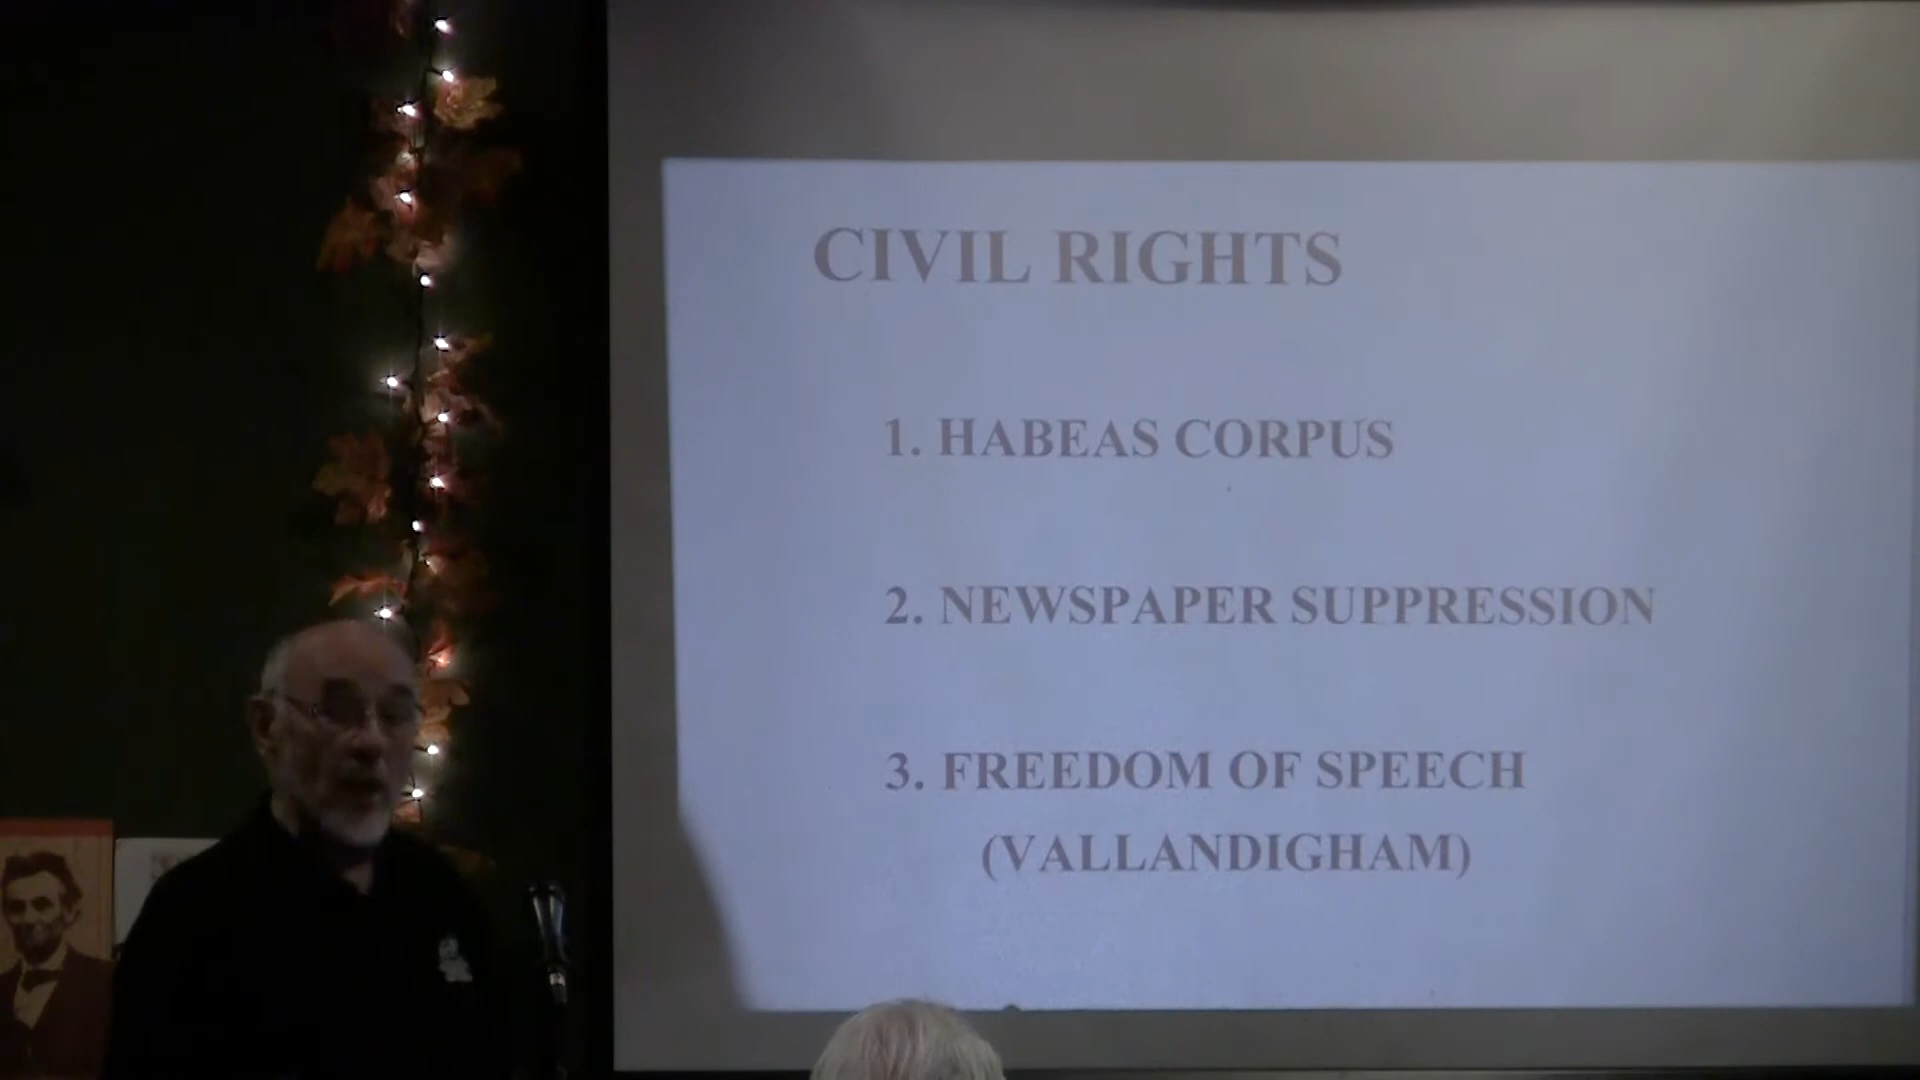 CIVIL RIGHTS
1. HABEAS CORPUS
2. NEWSPAPER SUPPRESSION
3. FREEDOM OF SPEECH
(VALLANDIGHAM)